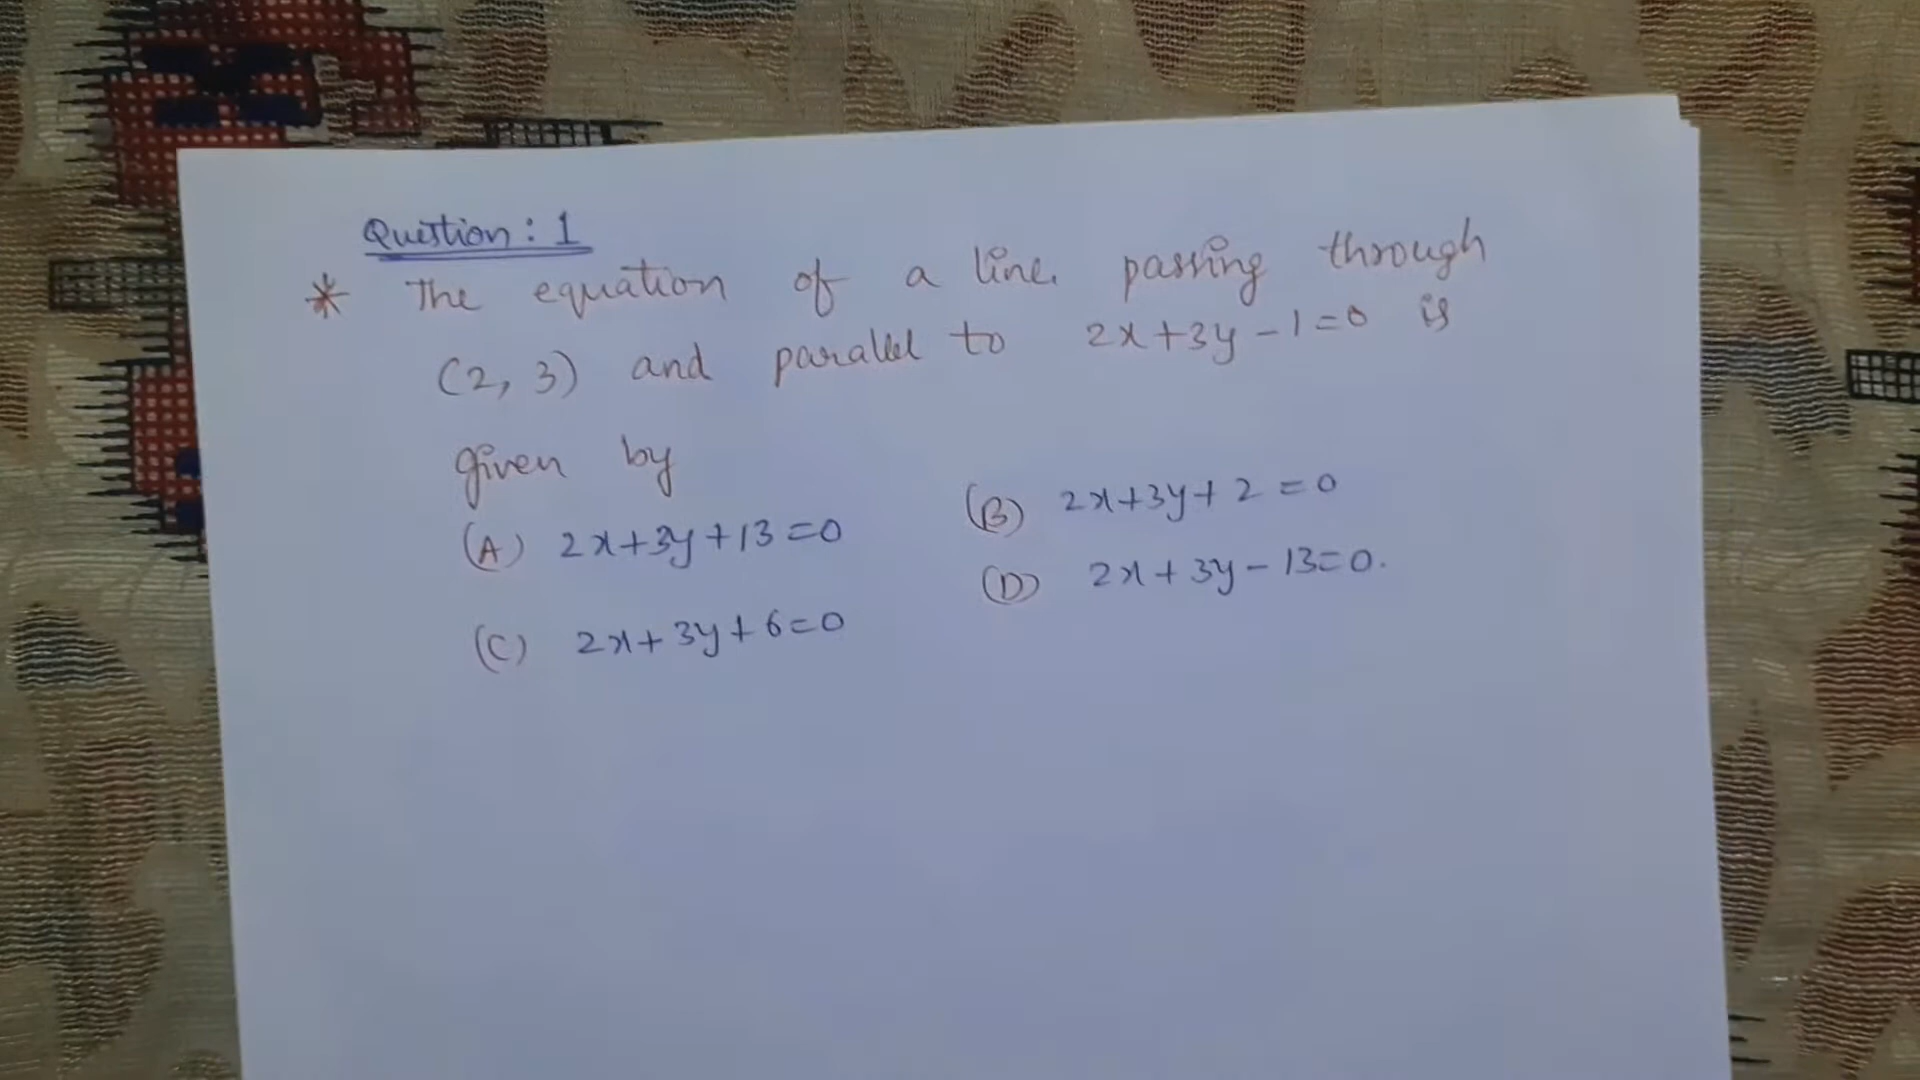 Question : 1
* The equation of a line passing through
(2, 3) and parallel to 2x+3y-1=0 is
given by
(A) 2x+3y+13=0 (B) 2x+3y+2=0
(C) 2x+3y+6=0 (D) 2x+3y-13=0.